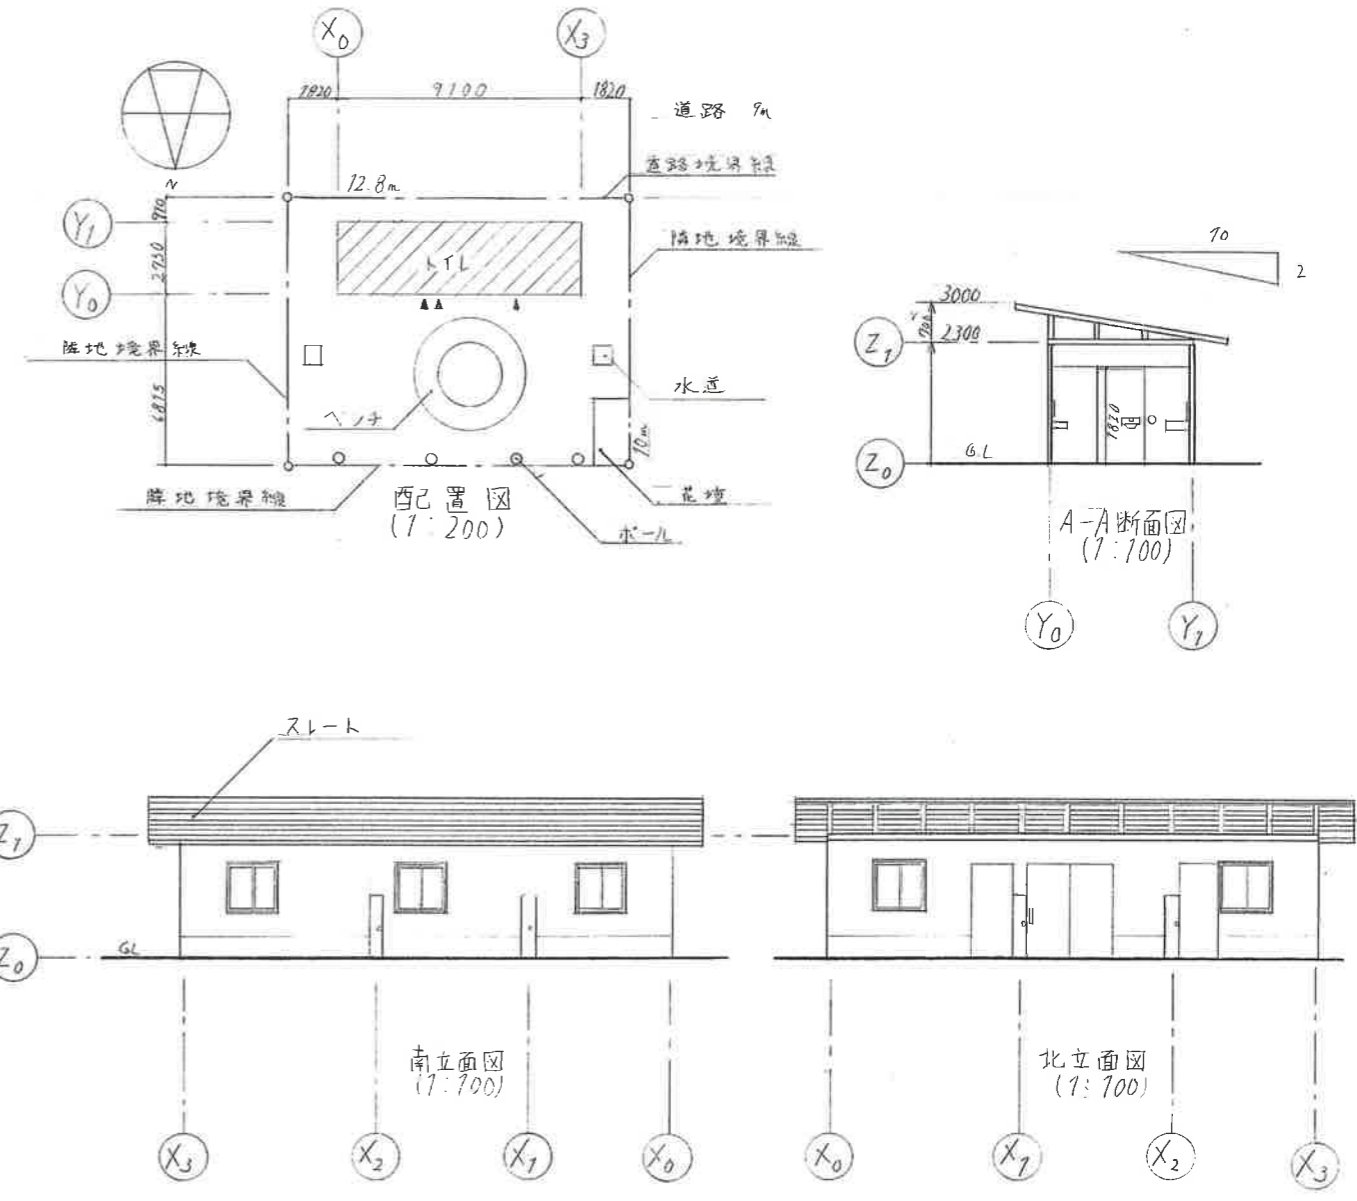 X₀
X₃
1820
9100
1820
道路 9m
道路境界線
N
12.8m
910
Y₁
隣地境界線
2730
トイレ
Y₀
隣地境界線
水道
6825
ベンチ
10m
隣地境界線
配置図
(1:200)
花壇
ポール
10
2
3000
700
2300
Z₁
1830
G.L
Z₀
A-A断面図
(1:100)
Y₀
Y₁
スレート
Z₁
GL
Z₀
南立面図
(1:100)
北立面図
(1:100)
X₃
X₂
X₁
X₀
X₀
X₁
X₂
X₃